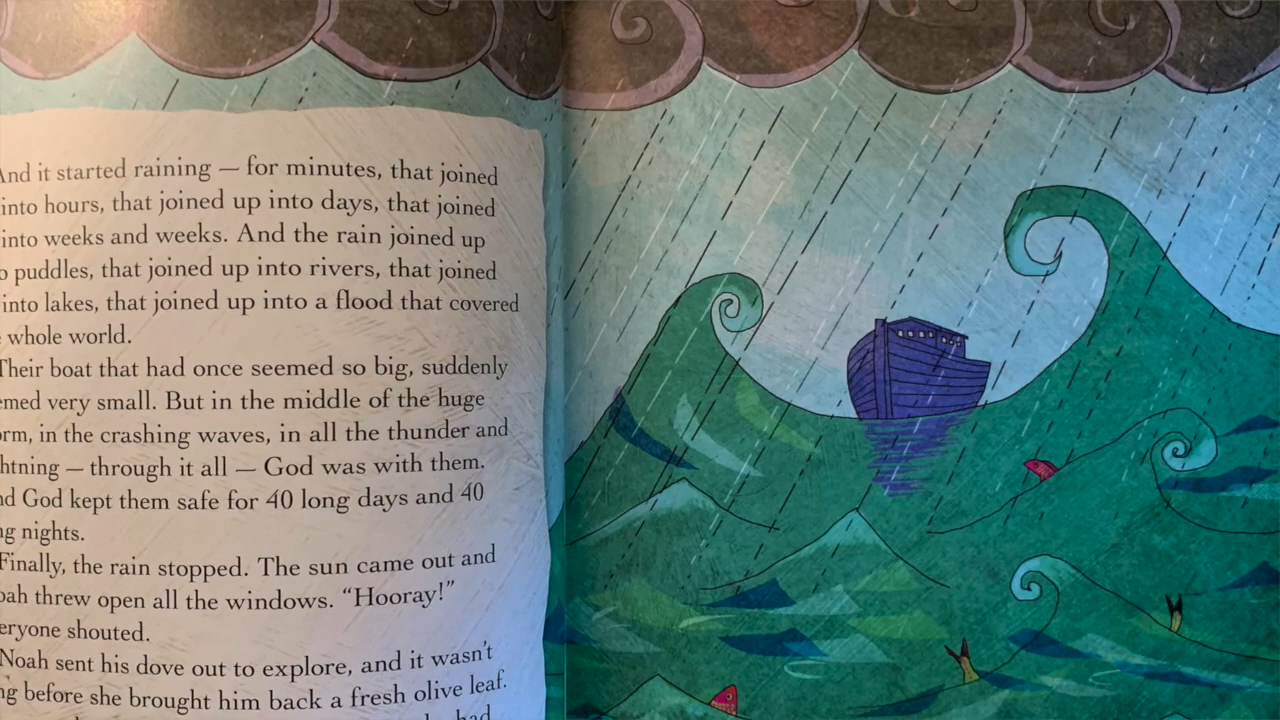 And it started raining — for minutes, that joined
into hours, that joined up into days, that joined
into weeks and weeks. And the rain joined up
puddles, that joined up into rivers, that joined
into lakes, that joined up into a flood that covered
whole world.
Their boat that had once seemed so big, suddenly
emed very small. But in the middle of the huge
orm, in the crashing waves, in all the thunder and
htning — through it all — God was with them.
nd God kept them safe for 40 long days and 40
ng nights.
Finally, the rain stopped. The sun came out and
oah threw open all the windows. “Hooray!”
eryone shouted.
Noah sent his dove out to explore, and it wasn't
ng before she brought him back a fresh olive leaf.
had